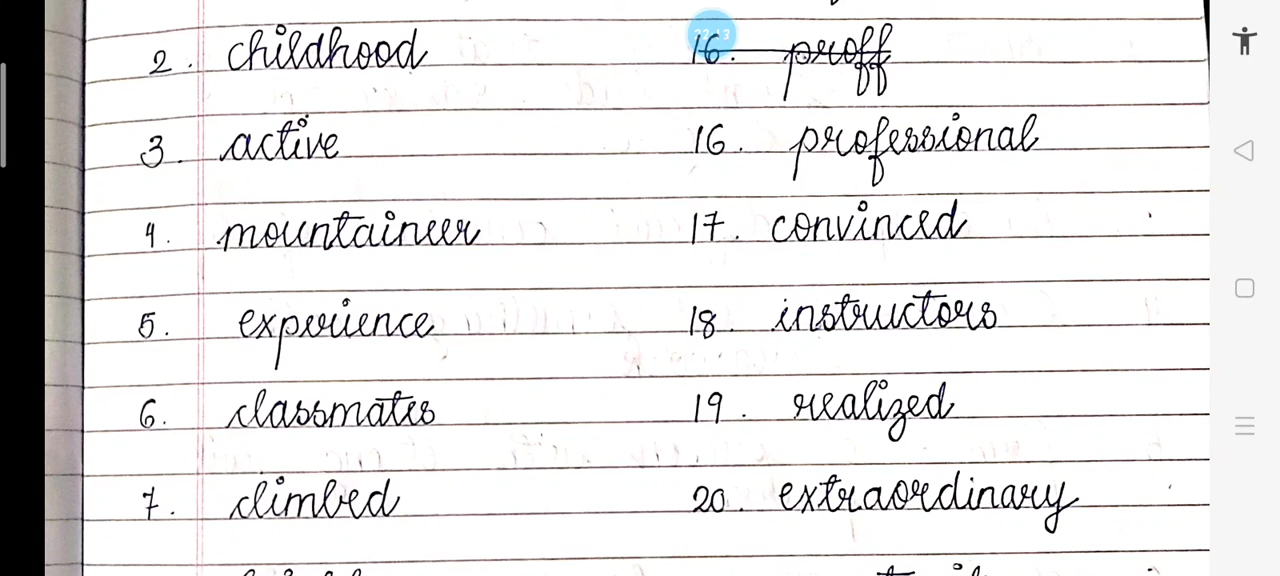 2. childhood
16. proff
3. active
16. professional
4. mountaineer
17. convinced
5. experience
18. instructors
6. classmates
19. realized
7. climbed
20. extraordinary